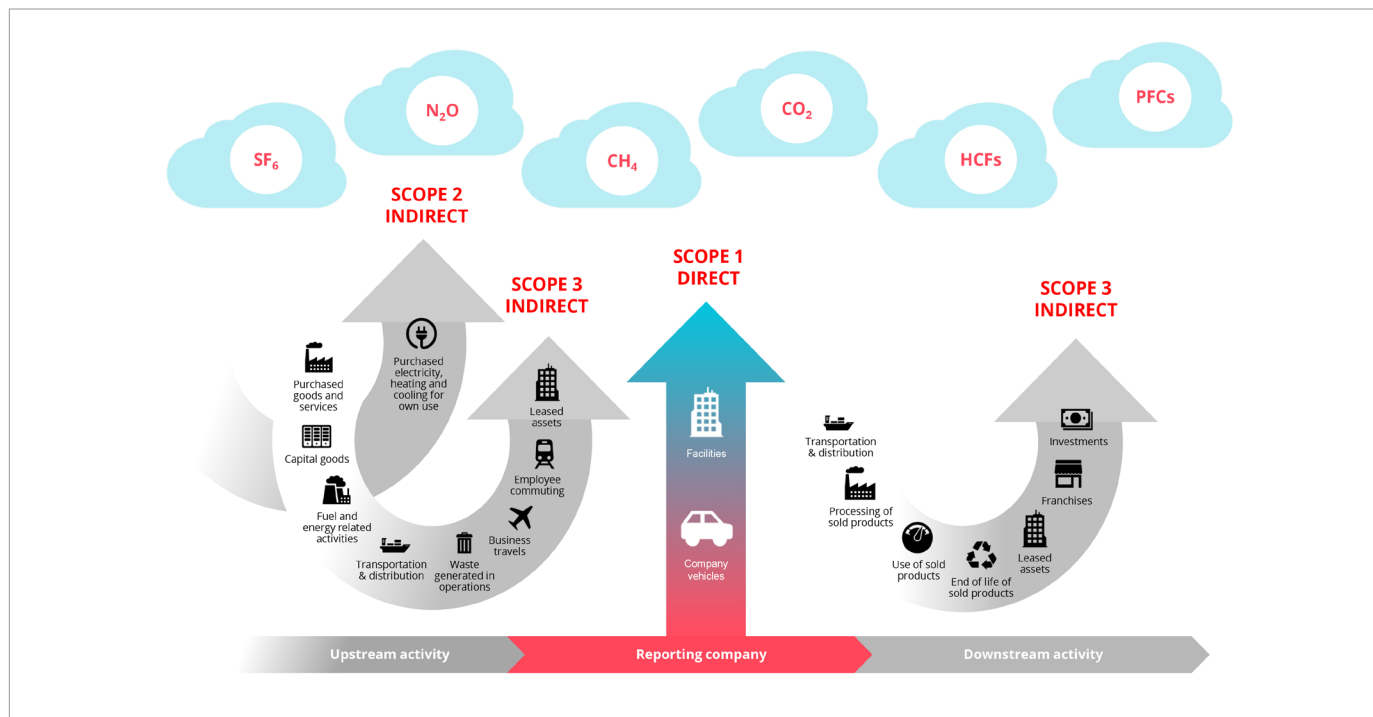 SF₆
N₂O
CH₄
CO₂
HCFs
PFCs
SCOPE 2
INDIRECT
SCOPE 3
INDIRECT
SCOPE 1
DIRECT
SCOPE 3
INDIRECT
Purchased
goods and
services
Capital goods
Fuel and
energy related
activities
Transportation
& distribution
Waste
generated in
operations
Business
travels
Employee
commuting
Leased
assets
Purchased
electricity,
heating and
cooling for
own use
Facilities
Company
vehicles
Transportation
& distribution
Processing of
sold products
Use of sold
products
End of life of
sold products
Leased
assets
Franchises
Investments
Upstream activity
Reporting company
Downstream activity